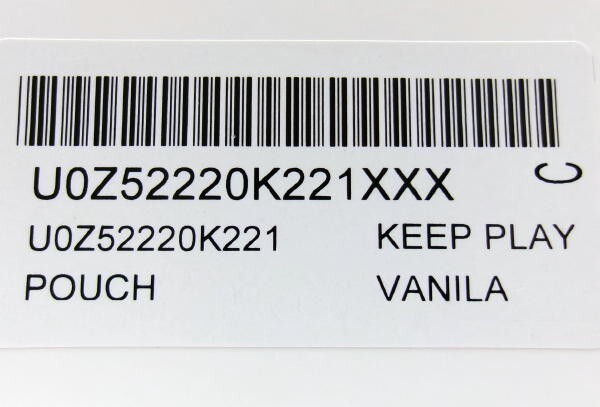 U0Z52220K221XXX C
U0Z52220K221 KEEP PLAY
POUCH VANILA